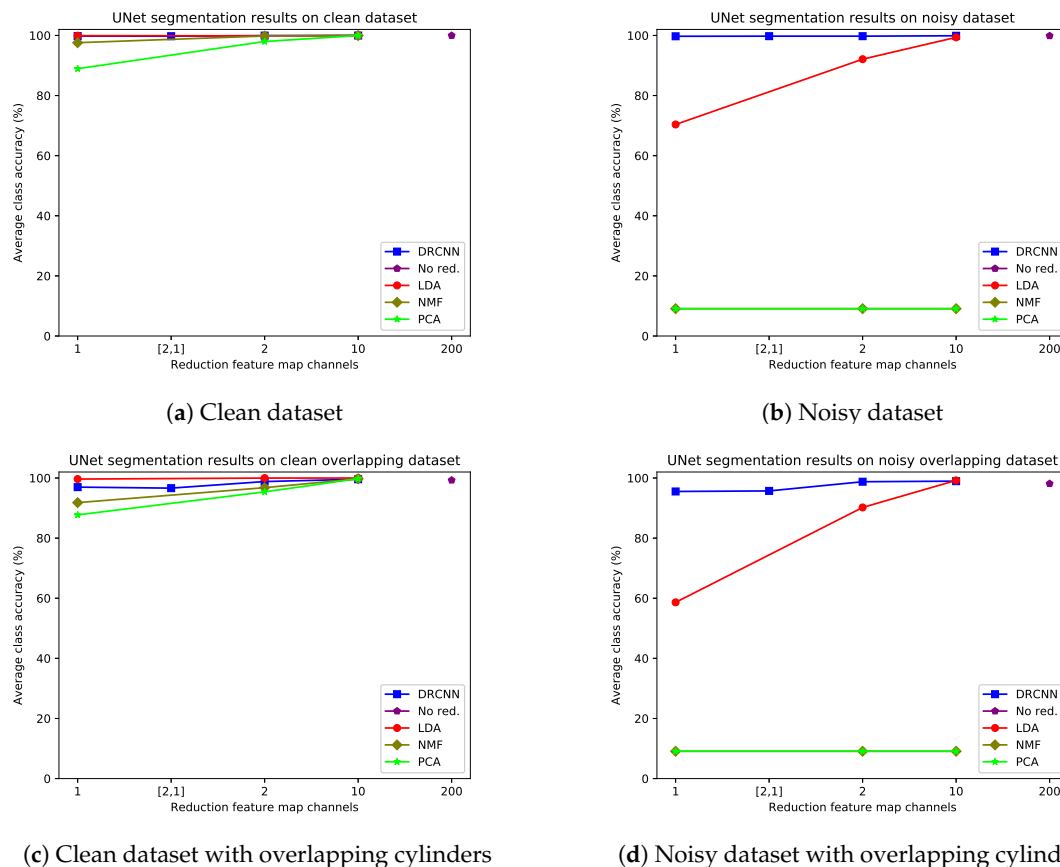 UNet segmentation results on clean dataset
Average class accuracy (%)
100
80
60
40
20
0
DRCNN
No red.
LDA
NMF
PCA
1 [2,1] 2 10 200
Reduction feature map channels
(a) Clean dataset
UNet segmentation results on noisy dataset
Average class accuracy (%)
100
80
60
40
20
0
DRCNN
No red.
LDA
NMF
PCA
1 [2,1] 2 10 200
Reduction feature map channels
(b) Noisy dataset
UNet segmentation results on clean overlapping dataset
Average class accuracy (%)
100
80
60
40
20
0
DRCNN
No red.
LDA
NMF
PCA
1 [2,1] 2 10 200
Reduction feature map channels
(c) Clean dataset with overlapping cylinders
UNet segmentation results on noisy overlapping dataset
Average class accuracy (%)
100
80
60
40
20
0
DRCNN
No red.
LDA
NMF
PCA
1 [2,1] 2 10 200
Reduction feature map channels
(d) Noisy dataset with overlapping cylind